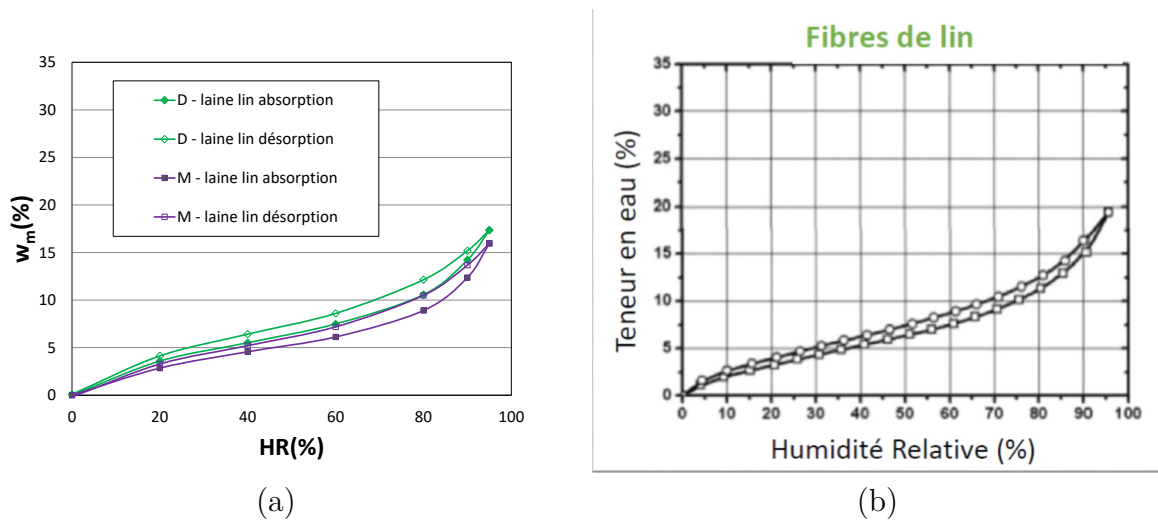 35
30
25
20
15
10
5
0
w_m(%)
D - laine lin absorption
D - laine lin désorption
M - laine lin absorption
M - laine lin désorption
0 20 40 60 80 100
HR(%)
(a)
Fibres de lin
35
30
25
20
15
10
5
0
Teneur en eau (%)
0 10 20 30 40 50 60 70 80 90 100
Humidité Relative (%)
(b)